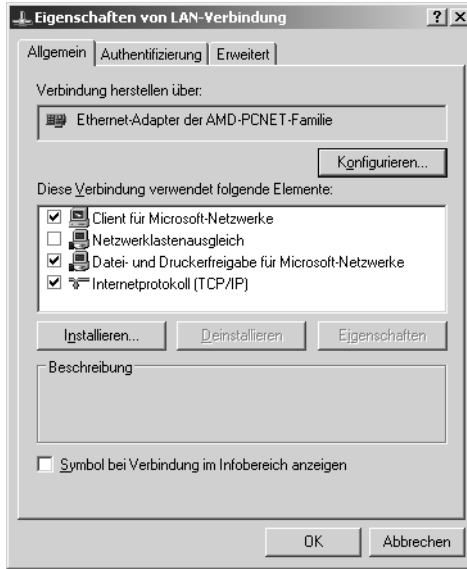 Eigenschaften von LAN-Verbindung
Allgemein Authentifizierung Erweitert
Verbindung herstellen über:
Ethernet-Adapter der AMD-PCNET-Familie
Konfigurieren...
Diese Verbindung verwendet folgende Elemente:
Client für Microsoft-Netzwerke
Netzwerklastenausgleich
Datei- und Druckerfreigabe für Microsoft-Netzwerke
Internetprotokoll (TCP/IP)
Installieren... Deinstallieren Eigenschaften
Beschreibung
Symbol bei Verbindung im Infobereich anzeigen
OK Abbrechen